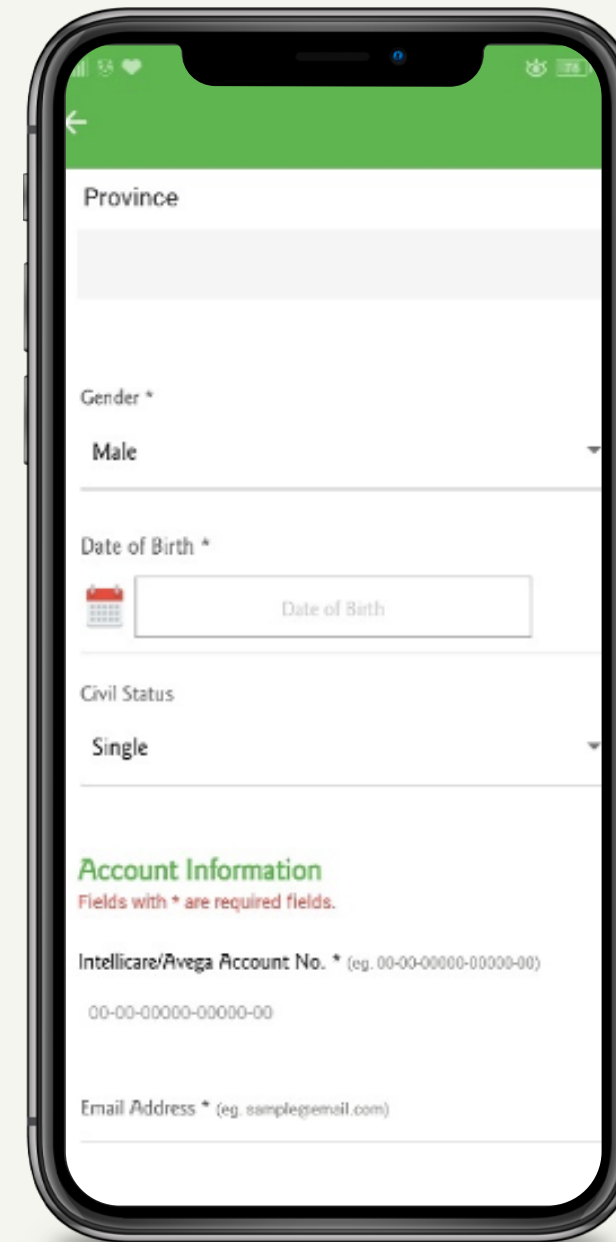 Province
Gender *
Male
Date of Birth *
Date of Birth
Civil Status
Single
Account Information
Fields with * are required fields.
Intellicare/Avega Account No. * (eg. 00-00-00000-00000-00)
00-00-00000-00000-00
Email Address * (eg. sample@email.com)